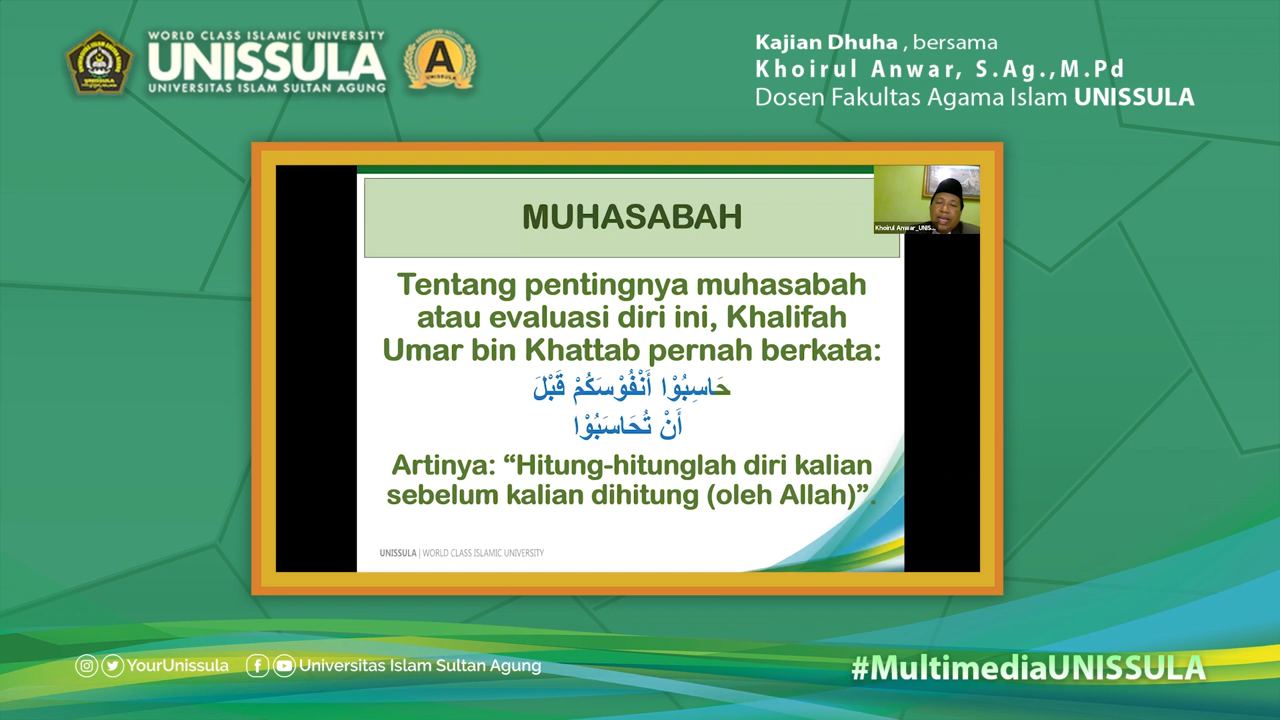 WORLD CLASS ISLAMIC UNIVERSITY
UNISSULA
UNIVERSITAS ISLAM SULTAN AGUNG
A
Kajian Dhuha , bersama
Khoirul Anwar, S.Ag.,M.Pd
Dosen Fakultas Agama Islam UNISSULA
MUHASABAH
Khoirul Anwar_UNIS...
Tentang pentingnya muhasabah
atau evaluasi diri ini, Khalifah
Umar bin Khattab pernah berkata:
حَاسِبُوْا أَنْفُوْسَكُمْ قَبْلَ
أَنْ تُحَاسَبُوْا
Artinya: “Hitung-hitunglah diri kalian
sebelum kalian dihitung (oleh Allah)”.
UNISSULA | WORLD CLASS ISLAMIC UNIVERSITY
YourUnissula
Universitas Islam Sultan Agung
#MultimediaUNISSULA